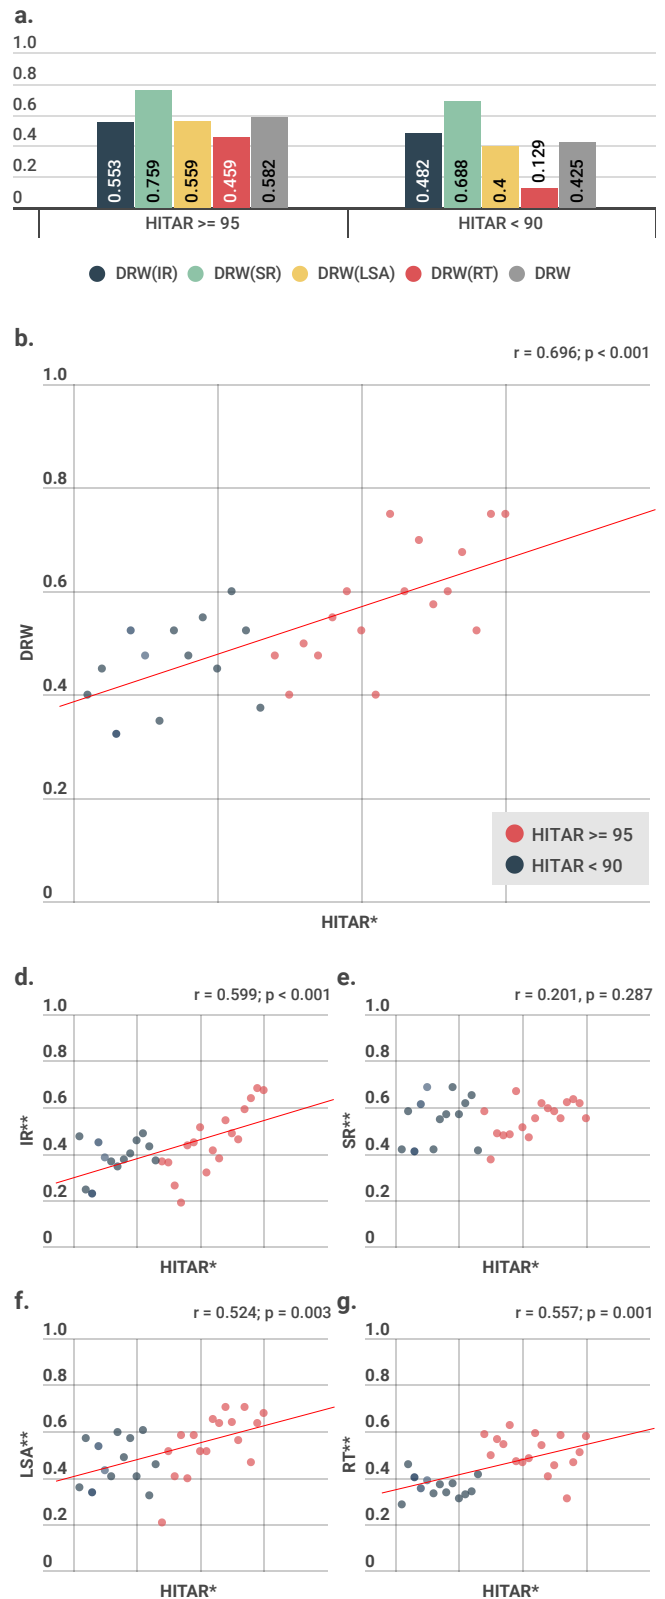 a.
1.0
0.8
0.6
0.4
0.2
0
0.553
0.759
0.559
0.459
0.582
0.482
0.688
0.4
0.129
0.425
HITAR >= 95
HITAR < 90
DRW(IR) DRW(SR) DRW(LSA) DRW(RT) DRW
b.
r = 0.696; p < 0.001
1.0
0.8
0.6
DRW
0.4
0.2
0
HITAR >= 95
HITAR < 90
HITAR*
d.
r = 0.599; p < 0.001
1.0
0.8
0.6
IR**
0.4
0.2
0
HITAR*
e.
r = 0.201, p = 0.287
1.0
0.8
0.6
SR**
0.4
0.2
0
HITAR*
f.
r = 0.524; p = 0.003
1.0
0.8
0.6
LSA**
0.4
0.2
0
HITAR*
g.
r = 0.557; p = 0.001
1.0
0.8
0.6
RT**
0.4
0.2
0
HITAR*